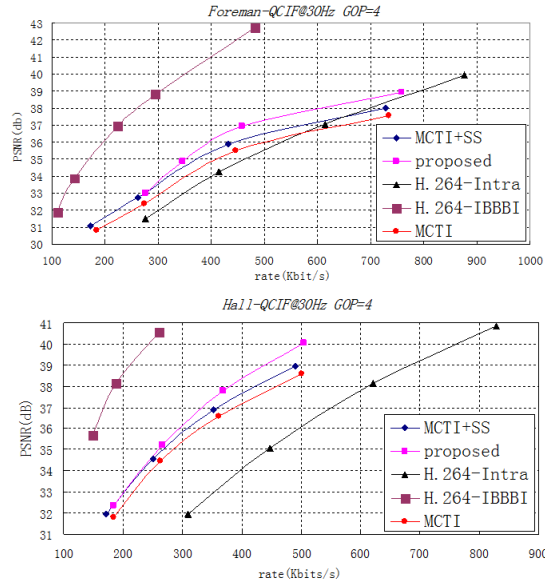 Foreman-QCIF@30Hz GOP=4
43
42
41
40
39
38
37
36
35
34
33
32
31
30
PSNR(db)
MCTI+SS
proposed
H.264-Intra
H.264-IBBBI
MCTI
100 200 300 400 500 600 700 800 900 1000
rate(Kbit/s)
Hall-QCIF@30Hz GOP=4
41
40
39
38
37
36
35
34
33
32
31
PSNR(dB)
MCTI+SS
proposed
H.264-Intra
H.264-IBBBI
MCTI
100 200 300 400 500 600 700 800 900
rate(Kbit/s)